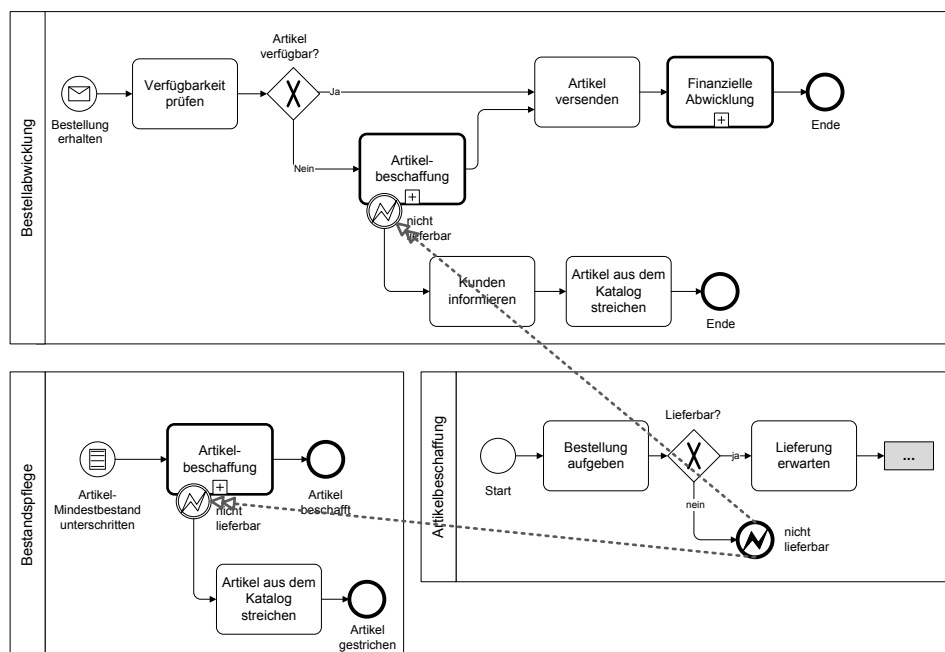 Bestellabwicklung
Bestellung
erhalten
Verfügbarkeit
prüfen
Artikel
verfügbar?
Ja
Nein
Artikel-
beschaffung
nicht
lieferbar
Artikel
versenden
Finanzielle
Abwicklung
Ende
Kunden
informieren
Artikel aus dem
Katalog
streichen
Ende
Bestandspflege
Artikel-
Mindestbestand
unterschritten
Artikel-
beschaffung
nicht
lieferbar
Artikel
beschafft
Artikel aus dem
Katalog
streichen
Artikel
gestrichen
Artikelbeschaffung
Start
Bestellung
aufgeben
Lieferbar?
ja
nein
Lieferung
erwarten
...
nicht
lieferbar